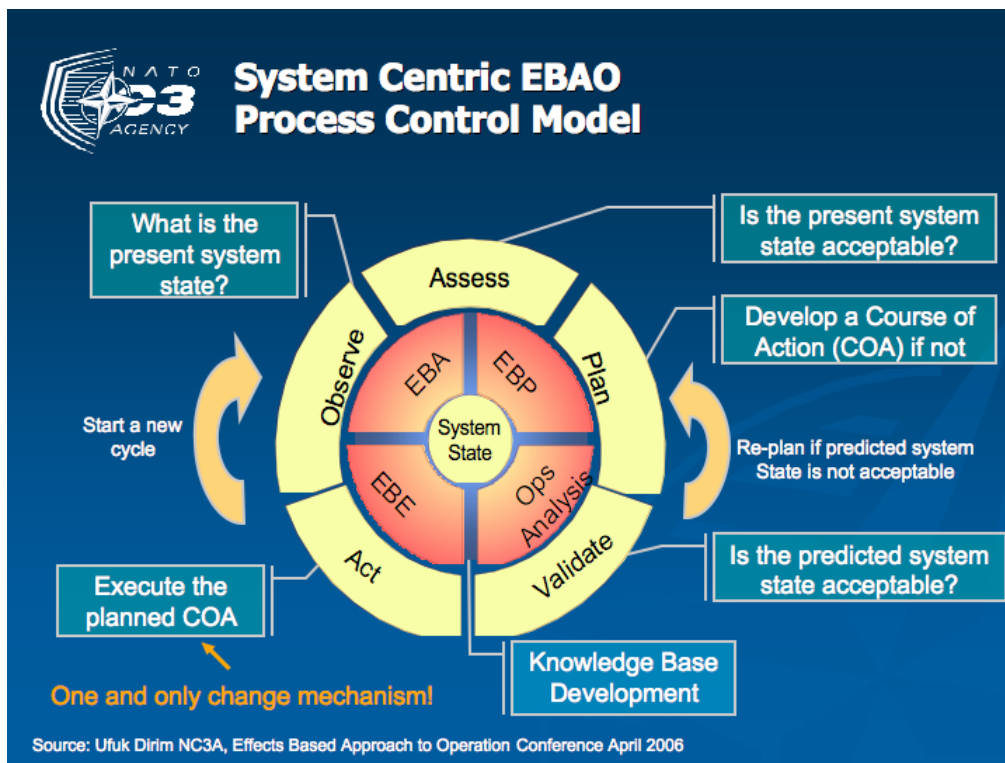 NATO
C3
AGENCY
System Centric EBAO
Process Control Model
What is the
present system
state?
Is the present system
state acceptable?
Assess
Develop a Course of
Action (COA) if not
Observe
Plan
EBA
EBP
System
State
Start a new
cycle
Re-plan if predicted system
State is not acceptable
EBE
Ops
Analysis
Act
Validate
Is the predicted system
state acceptable?
Execute the
planned COA
Knowledge Base
Development
One and only change mechanism!
Source: Ufuk Dirim NC3A, Effects Based Approach to Operation Conference April 2006